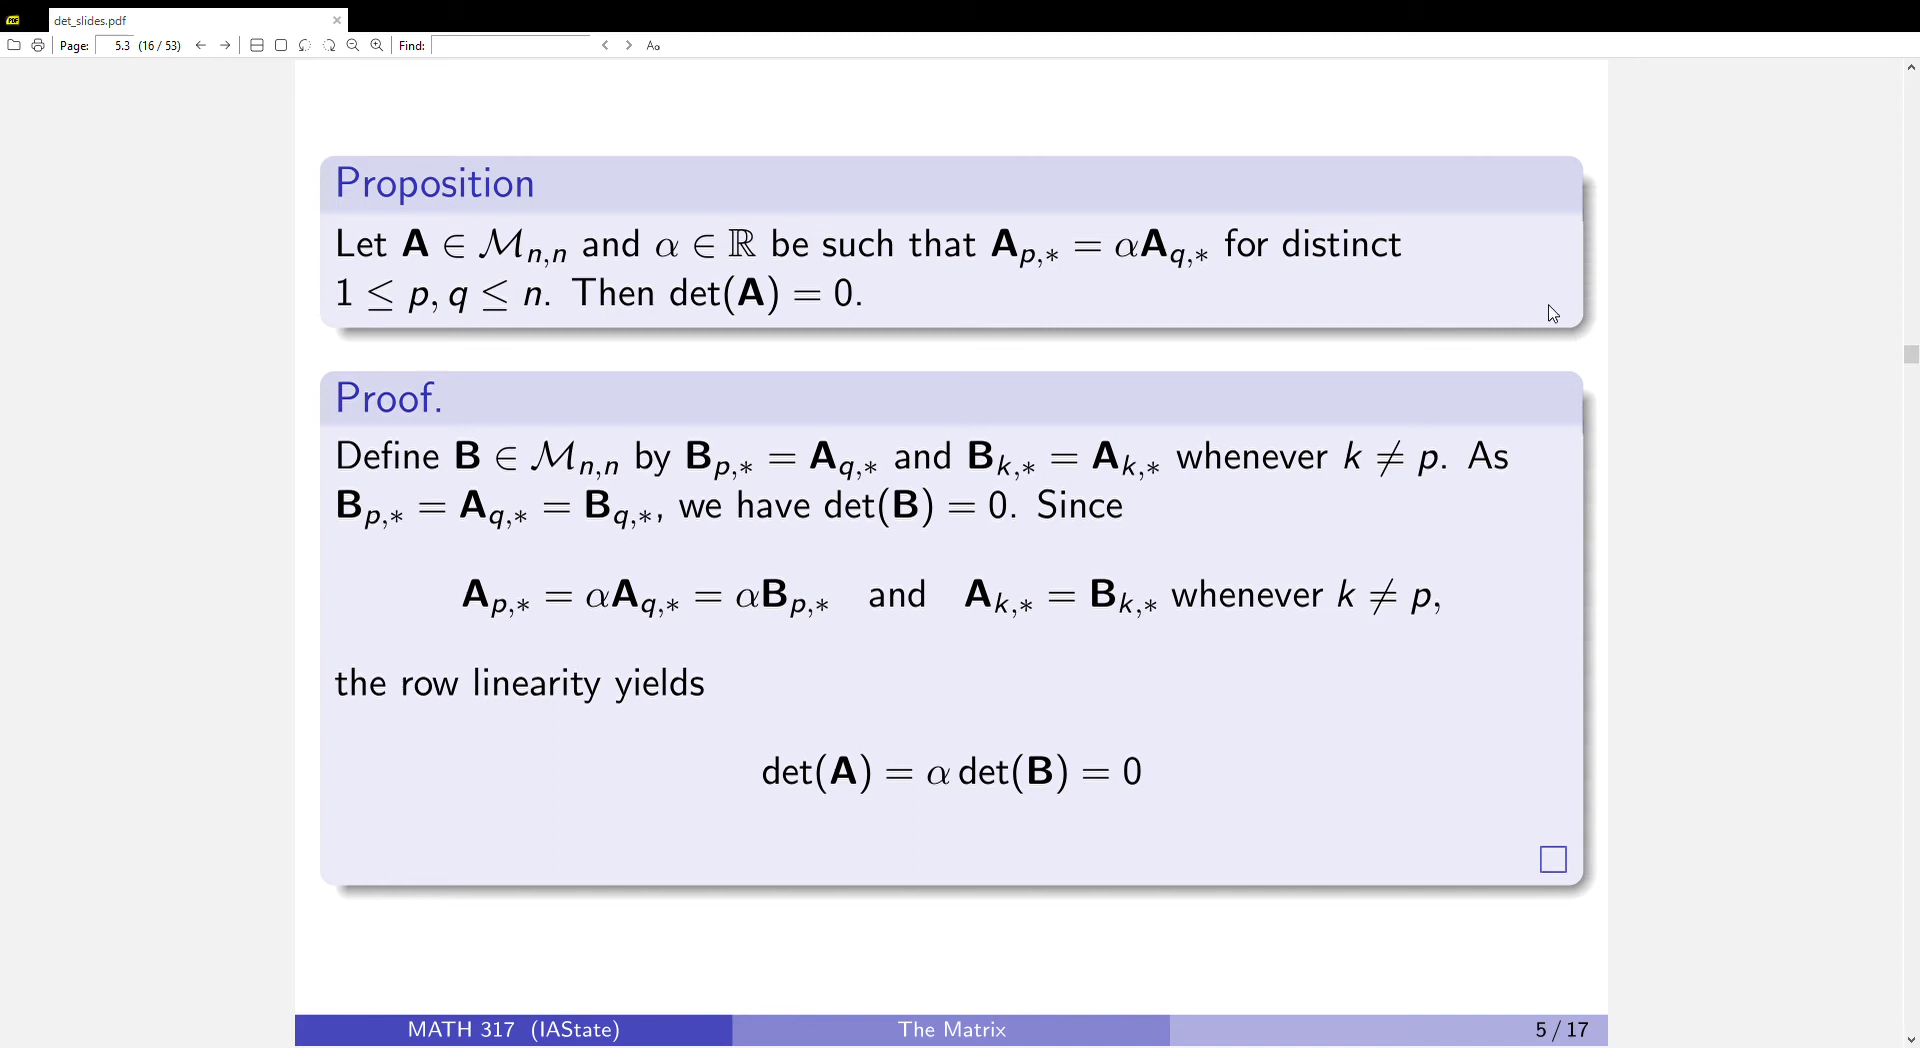 det_slides.pdf
Page: 5.3 (16 / 53) Find: Aa
Proposition
Let A ∈ ℳn,n and α ∈ ℝ be such that Ap,* = αAq,* for distinct
1 ≤ p, q ≤ n. Then det(A) = 0.
Proof.
Define B ∈ ℳn,n by Bp,* = Aq,* and Bk,* = Ak,* whenever k ≠ p. As
Bp,* = Aq,* = Bq,*, we have det(B) = 0. Since
Ap,* = αAq,* = αBp,* and Ak,* = Bk,* whenever k ≠ p,
the row linearity yields
det(A) = α det(B) = 0
□
MATH 317 (IAState) The Matrix 5 / 17